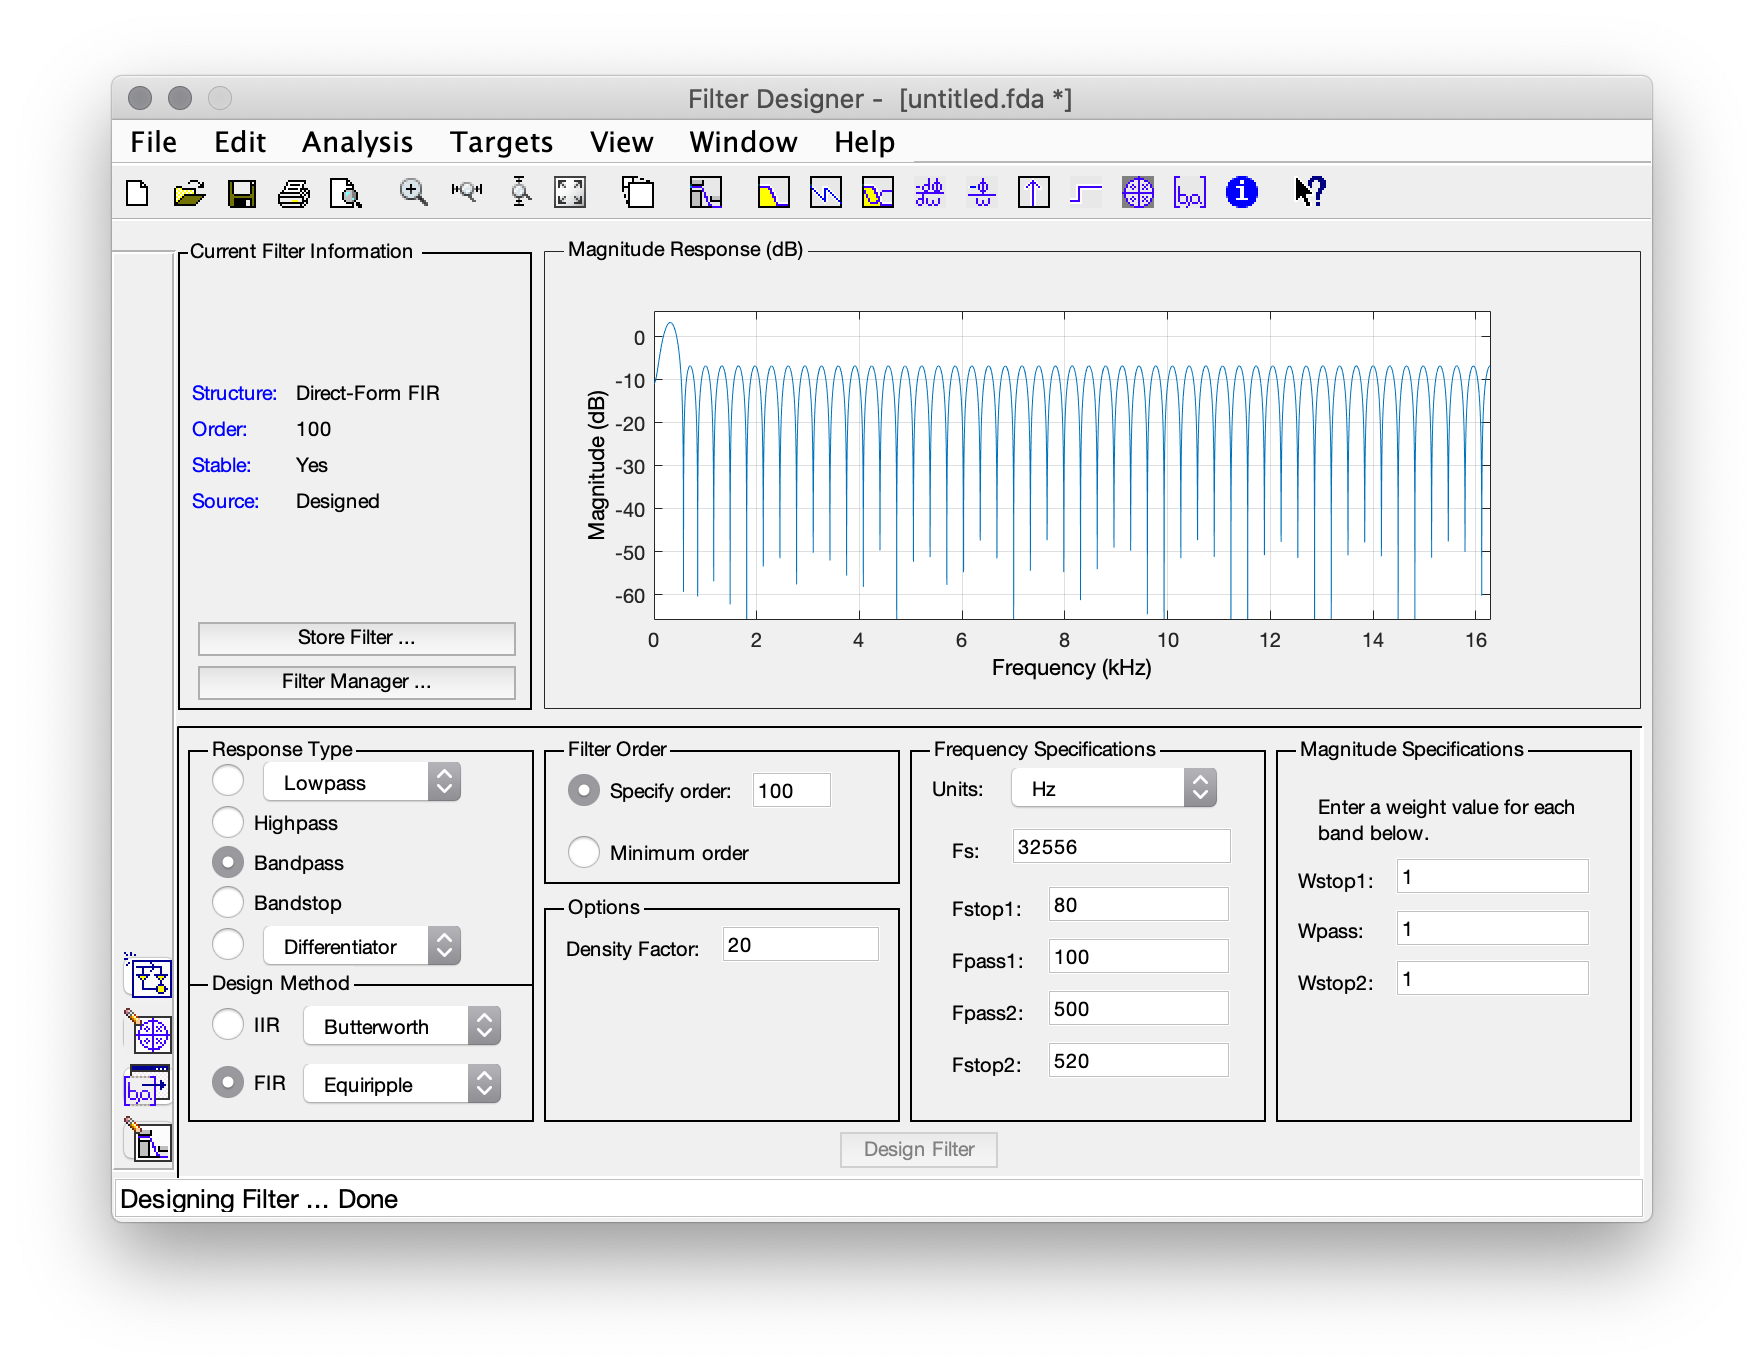 Filter Designer - [untitled.fda *]
File Edit Analysis Targets View Window Help
Current Filter Information
Structure: Direct-Form FIR
Order: 100
Stable: Yes
Source: Designed
Store Filter ...
Filter Manager ...
Magnitude Response (dB)
Magnitude (dB)
0
-10
-20
-30
-40
-50
-60
0 2 4 6 8 10 12 14 16
Frequency (kHz)
Response Type
Lowpass
Highpass
Bandpass
Bandstop
Differentiator
Design Method
IIR Butterworth
FIR Equiripple
Filter Order
Specify order: 100
Minimum order
Options
Density Factor: 20
Frequency Specifications
Units: Hz
Fs: 32556
Fstop1: 80
Fpass1: 100
Fpass2: 500
Fstop2: 520
Magnitude Specifications
Enter a weight value for each
band below.
Wstop1: 1
Wpass: 1
Wstop2: 1
Design Filter
Designing Filter ... Done